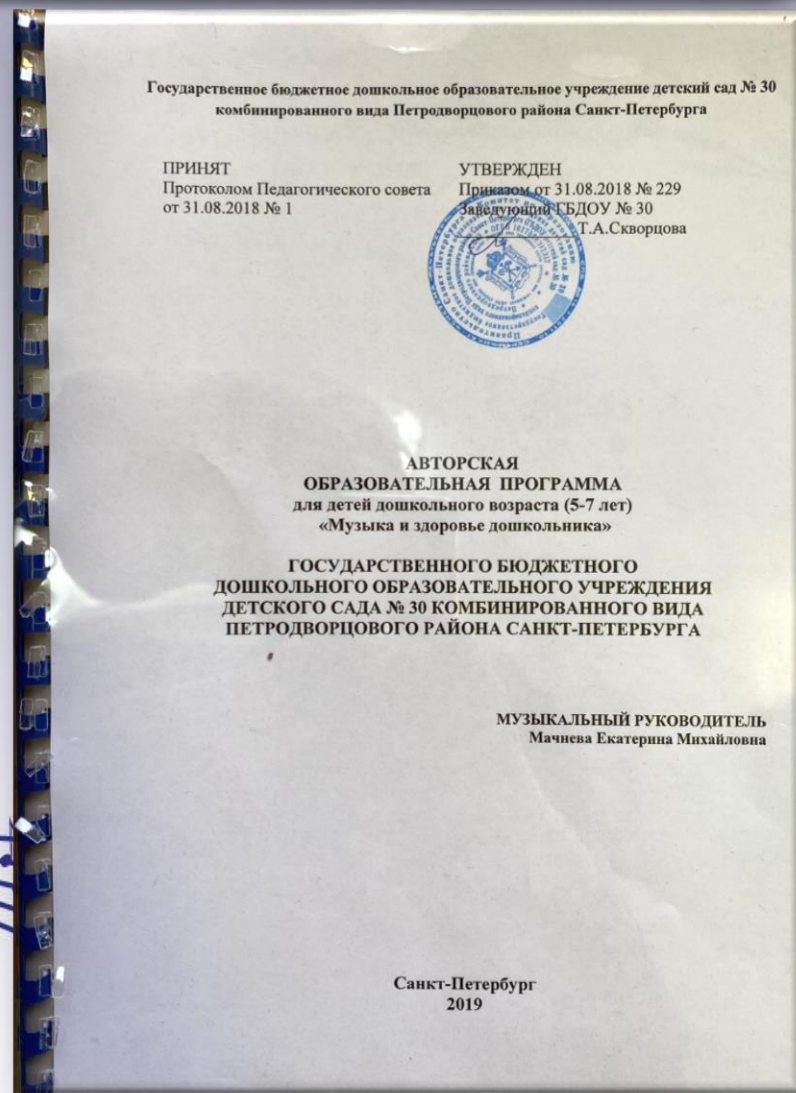 Государственное бюджетное дошкольное образовательное учреждение детский сад № 30
комбинированного вида Петродворцового района Санкт-Петербурга
ПРИНЯТ
Протоколом Педагогического совета
от 31.08.2018 № 1
УТВЕРЖДЕН
Приказом от 31.08.2018 № 229
Заведующий ГБДОУ № 30
Т.А.Скворцова
АВТОРСКАЯ
ОБРАЗОВАТЕЛЬНАЯ ПРОГРАММА
для детей дошкольного возраста (5-7 лет)
«Музыка и здоровье дошкольника»
ГОСУДАРСТВЕННОГО БЮДЖЕТНОГО
ДОШКОЛЬНОГО ОБРАЗОВАТЕЛЬНОГО УЧРЕЖДЕНИЯ
ДЕТСКОГО САДА № 30 КОМБИНИРОВАННОГО ВИДА
ПЕТРОДВОРЦОВОГО РАЙОНА САНКТ-ПЕТЕРБУРГА
МУЗЫКАЛЬНЫЙ РУКОВОДИТЕЛЬ
Мачнева Екатерина Михайловна
Санкт-Петербург
2019